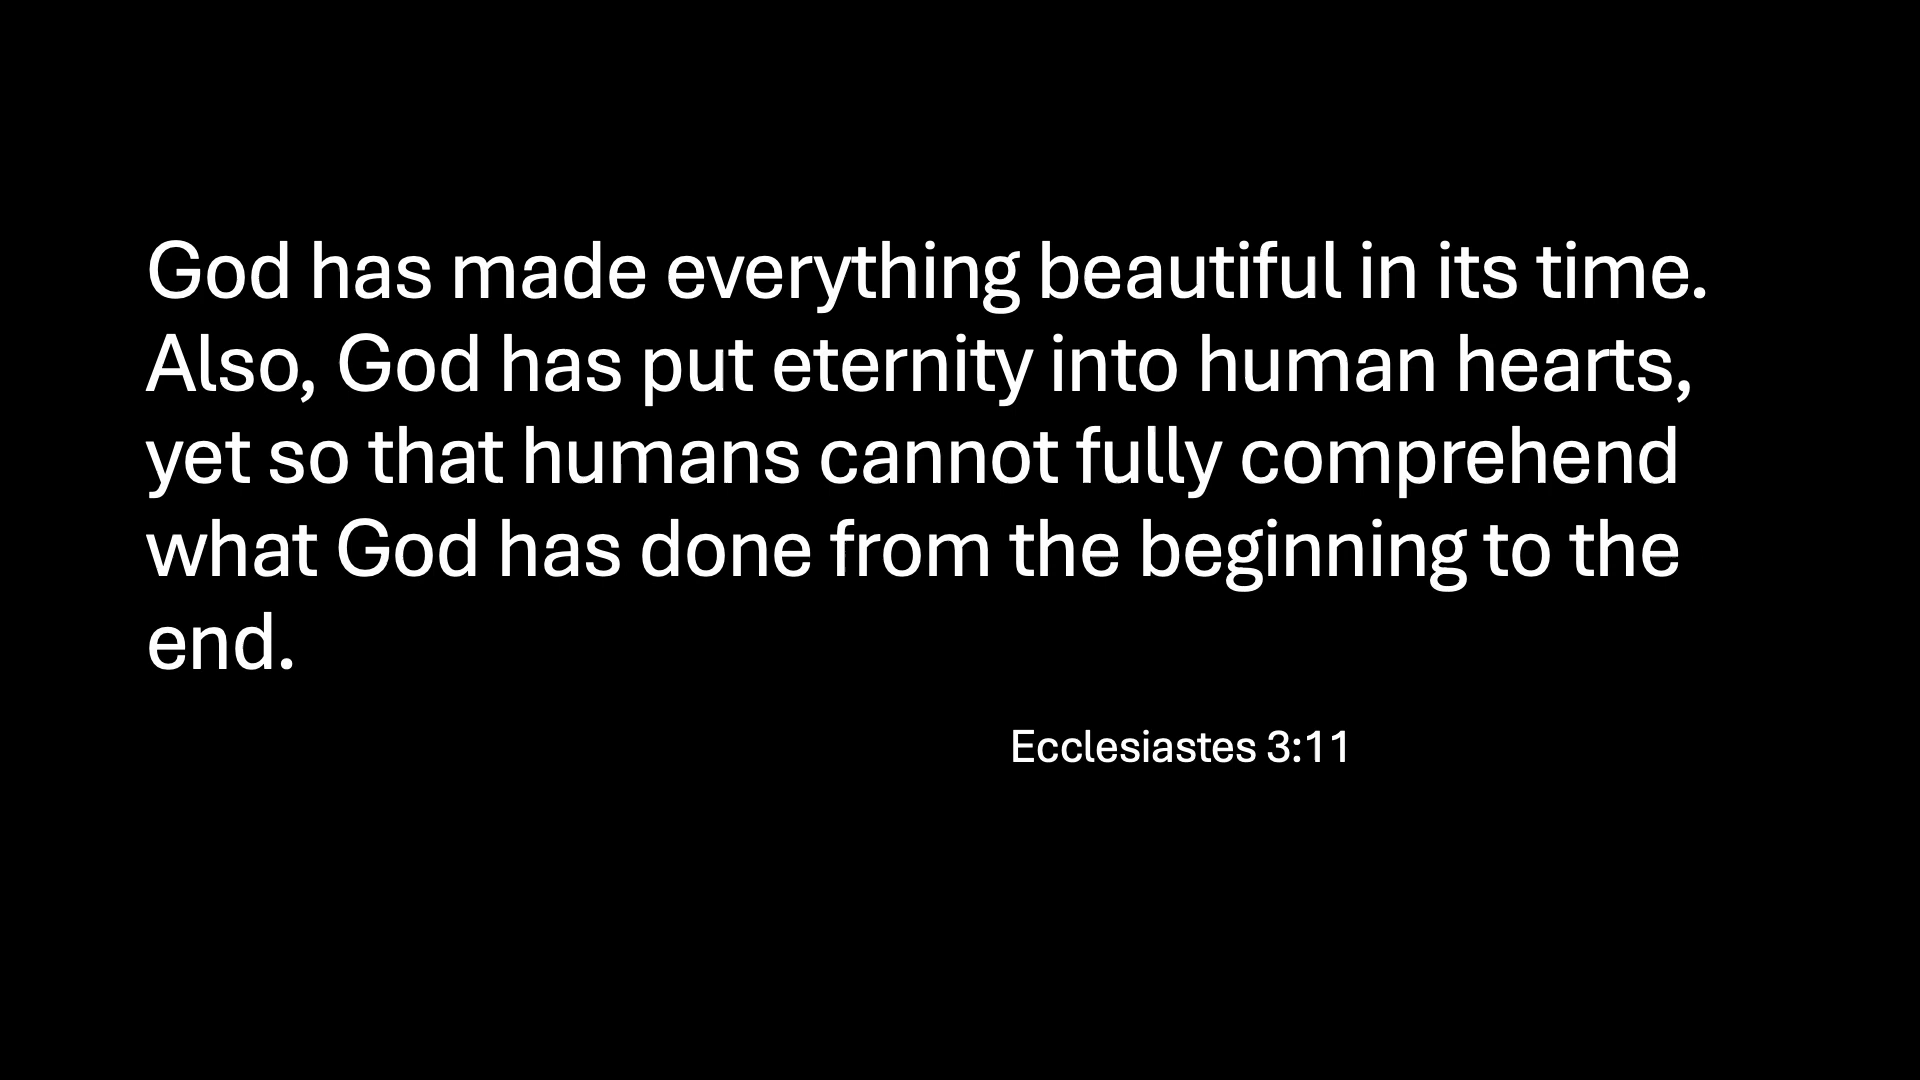 God has made everything beautiful in its time.
Also, God has put eternity into human hearts,
yet so that humans cannot fully comprehend
what God has done from the beginning to the
end.
Ecclesiastes 3:11